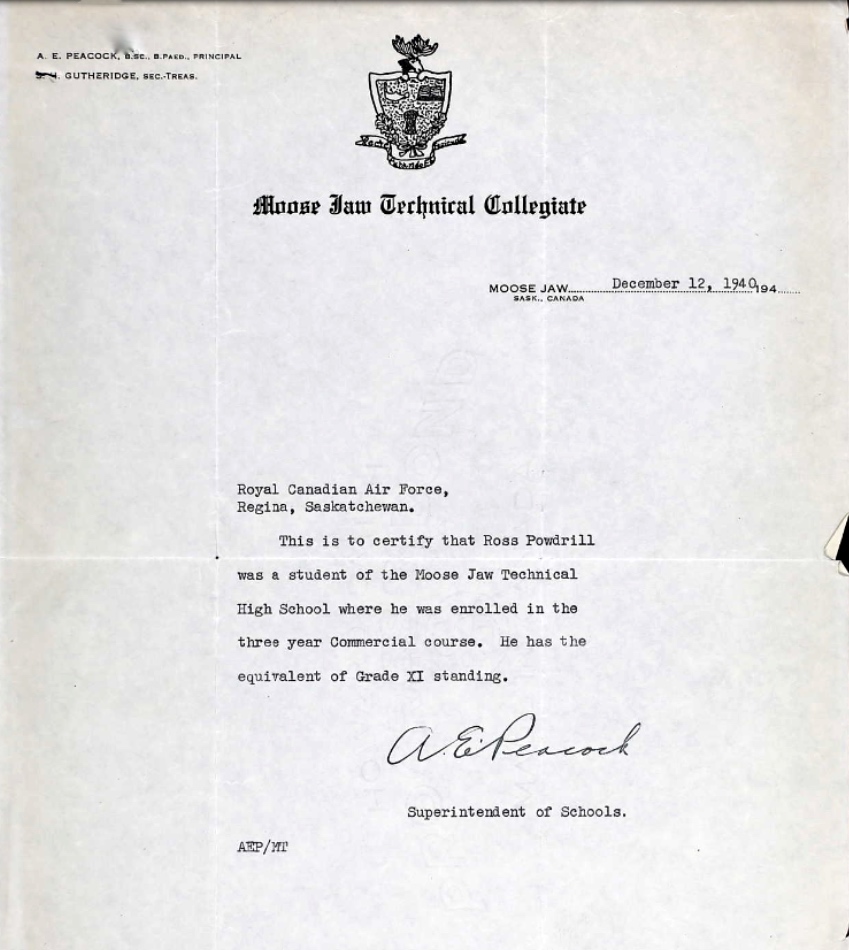 A. E. PEACOCK, B.SC., B.PAED., PRINCIPAL
GUTHERIDGE, SEC.-TREAS.
Moose Jaw Technical Collegiate
MOOSE JAW December 12, 1940, 194
SASK., CANADA
Royal Canadian Air Force,
Regina, Saskatchewan.
This is to certify that Ross Powdrill
was a student of the Moose Jaw Technical
High School where he was enrolled in the
three year Commercial course. He has the
equivalent of Grade XI standing.
A.E. Peacock
Superintendent of Schools.
AEP/MT